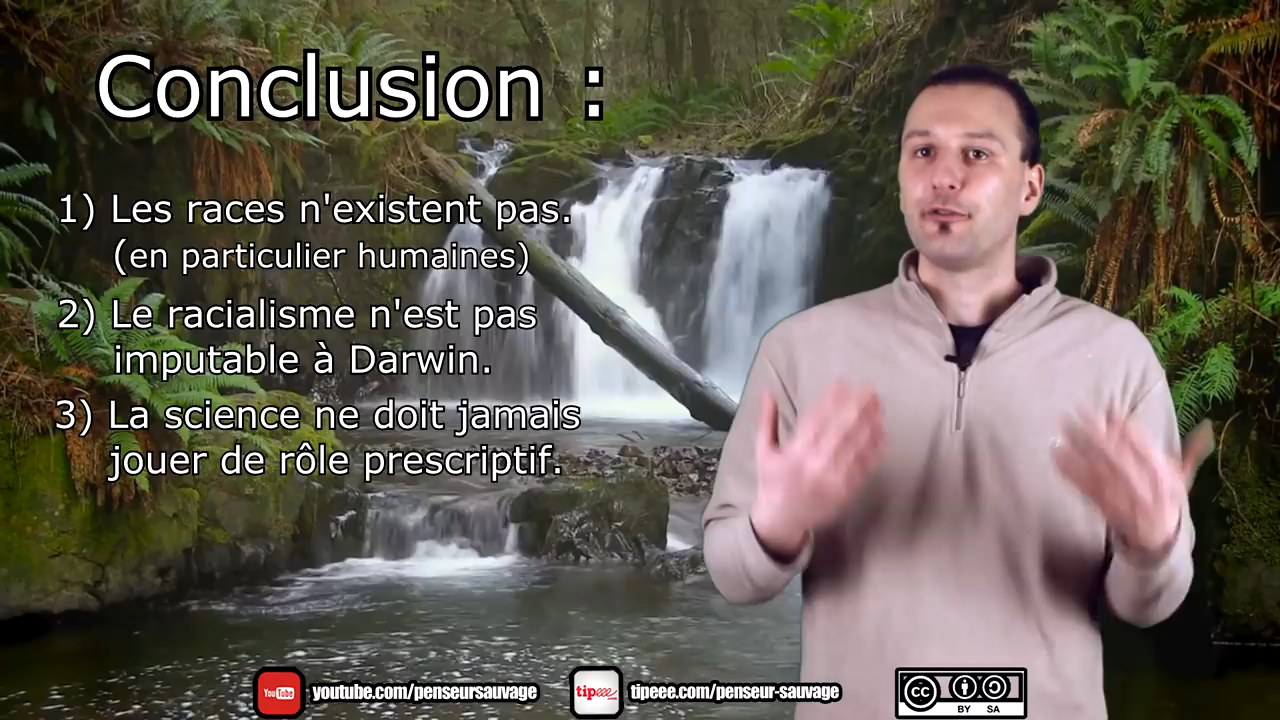 Conclusion :
1) Les races n'existent pas.
(en particulier humaines)
2) Le racialisme n'est pas
imputable à Darwin.
3) La science ne doit jamais
jouer de rôle prescriptif.
YouTube youtube.com/penseursauvage tipeee tipeee.com/penseur-sauvage cc
BY SA